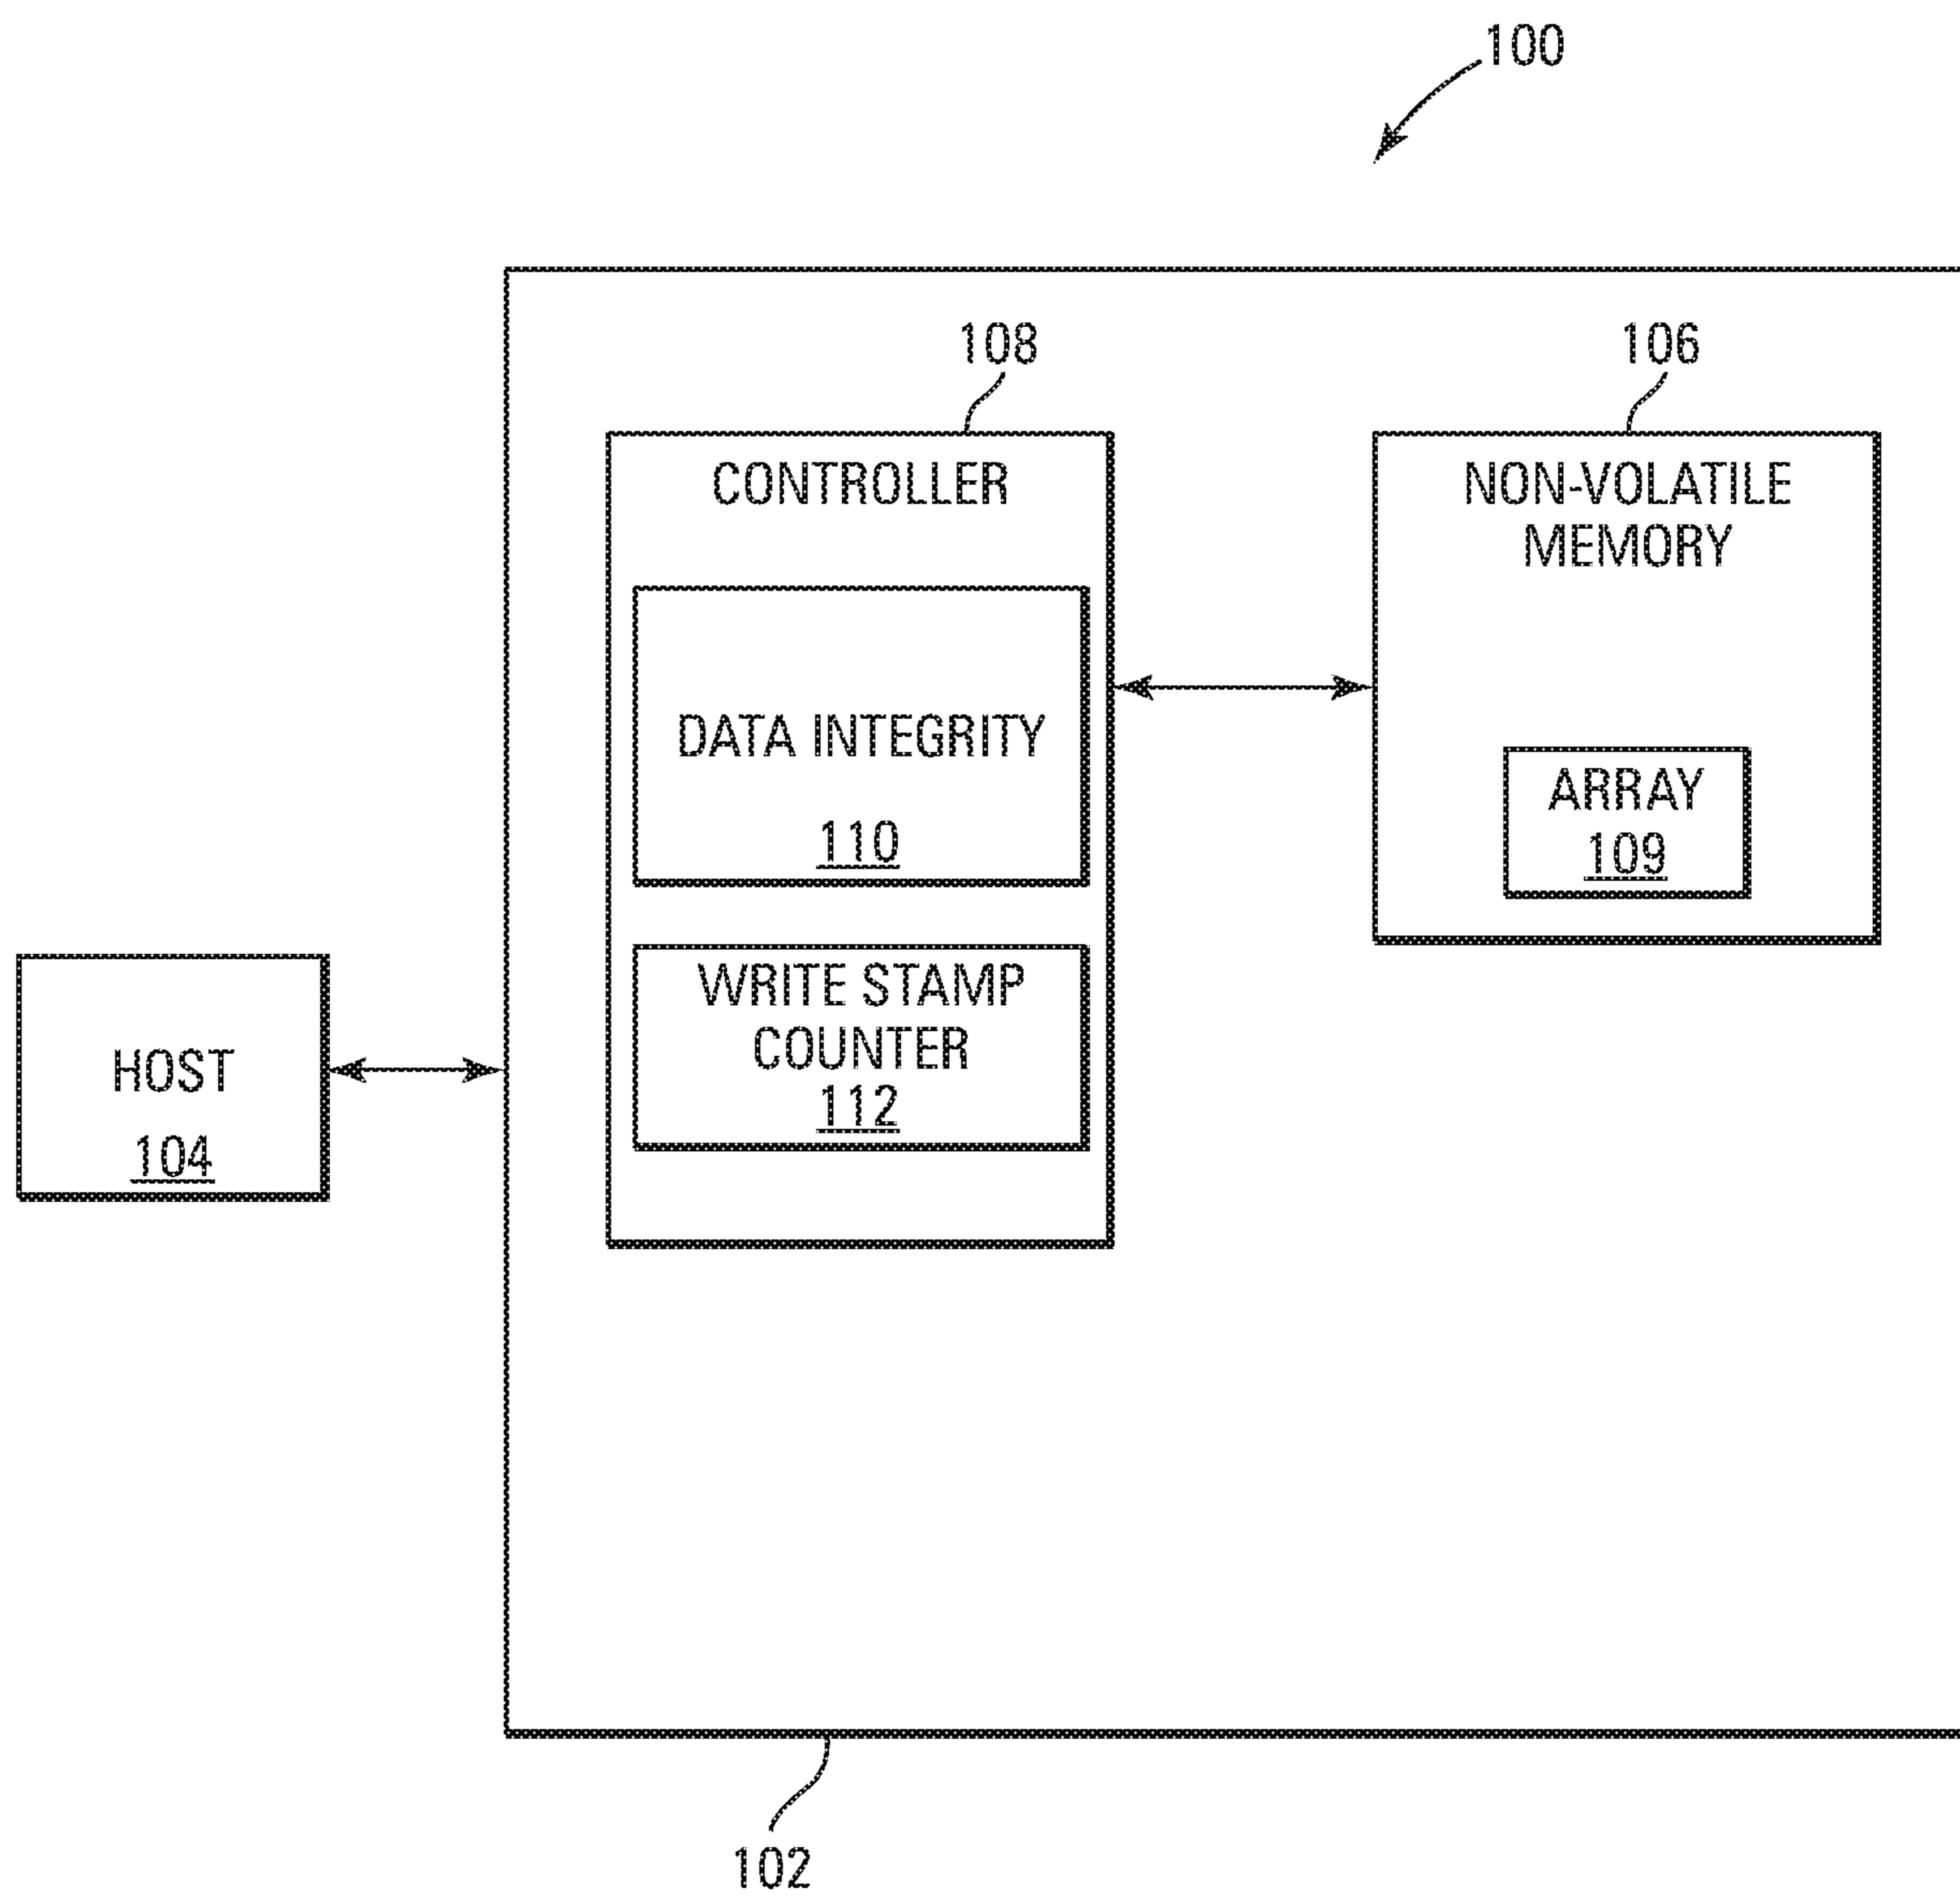 100
108
106
CONTROLLER
NON-VOLATILE
MEMORY
DATA INTEGRITY
110
ARRAY
109
WRITE STAMP
COUNTER
112
HOST
104
102